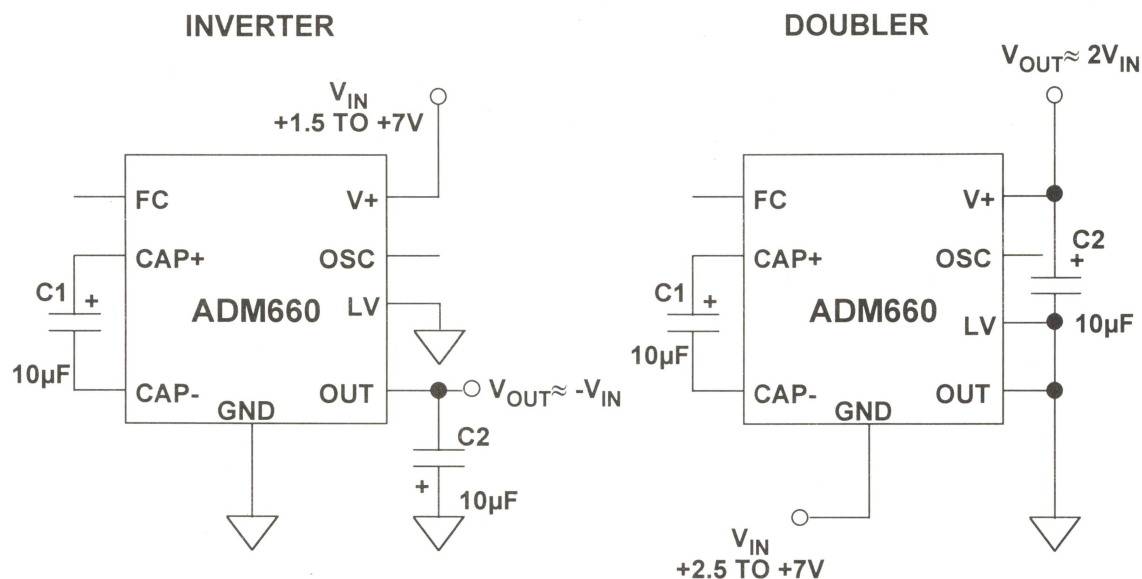 INVERTER
V_IN
+1.5 TO +7V
FC
V+
CAP+
OSC
C1
+
LV
ADM660
10µF
CAP-
OUT
GND
V_OUT ≈ -V_IN
C2
+
10µF
DOUBLER
V_OUT ≈ 2V_IN
FC
V+
CAP+
OSC
C2
+
C1
+
ADM660
LV
10µF
10µF
CAP-
OUT
GND
V_IN
+2.5 TO +7V